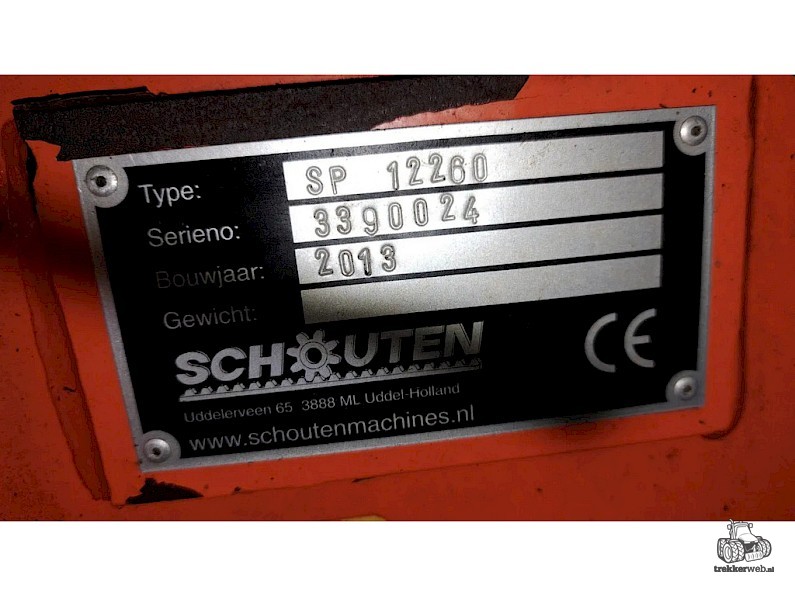 Type: SP 12260
Serieno: 3390024
Bouwjaar: 2013
Gewicht:
SCHOUTEN
CE
Uddelerveen 65 3888 ML Uddel-Holland
www.schoutenmachines.nl
trekkerweb.nl